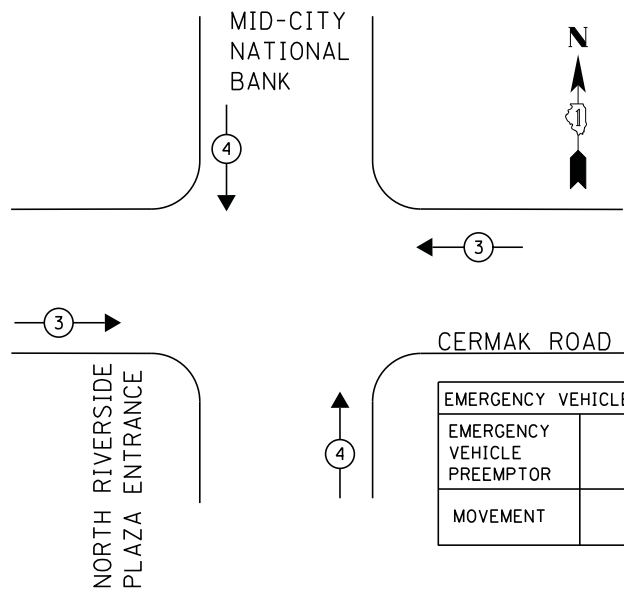 MID-CITY
NATIONAL
BANK
N
1
4
3
3
CERMAK ROAD
NORTH RIVERSIDE
PLAZA ENTRANCE
4
EMERGENCY VEHICLE
EMERGENCY
VEHICLE
PREEMPTOR
MOVEMENT